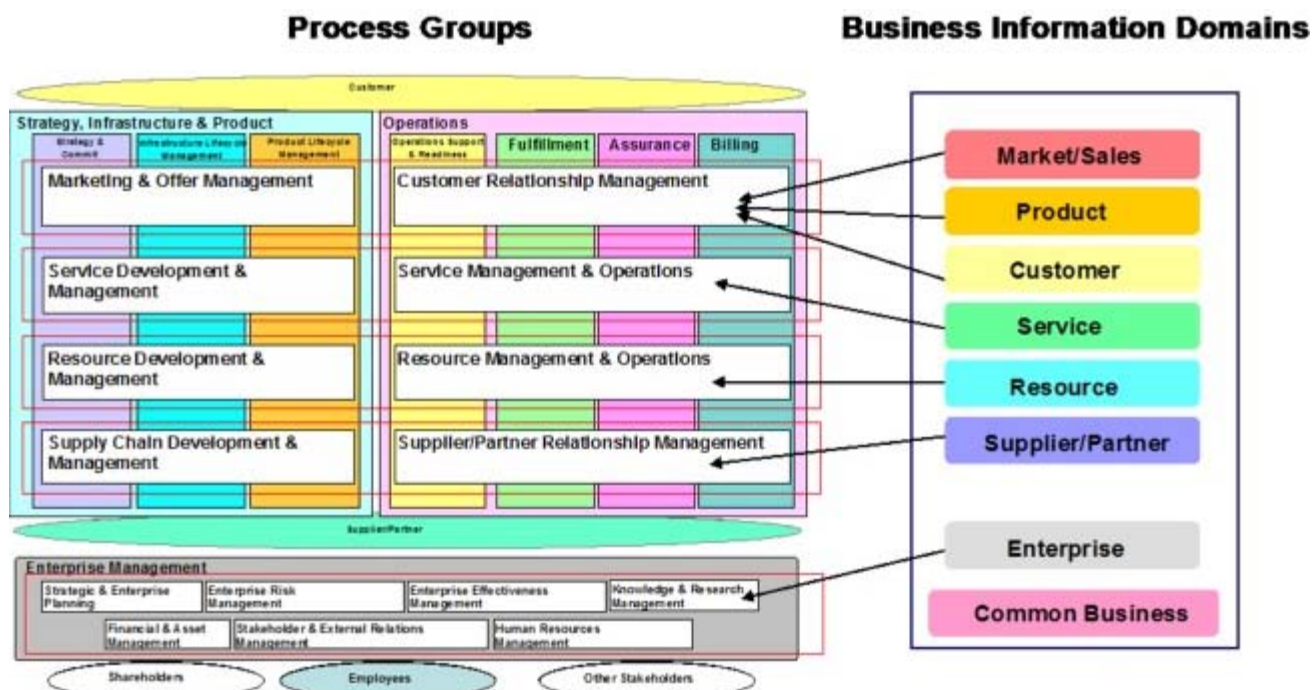 Process Groups
Business Information Domains
Customer
Strategy, Infrastructure & Product
Strategy &
Commit
Infrastructure Lifecycle
Management
Product Lifecycle
Management
Operations
Operations Support
& Readiness
Fulfillment
Assurance
Billing
Marketing & Offer Management
Customer Relationship Management
Service Development &
Management
Service Management & Operations
Resource Development &
Management
Resource Management & Operations
Supply Chain Development &
Management
Supplier/Partner Relationship Management
Supplier/Partner
Enterprise Management
Strategic & Enterprise
Planning
Enterprise Risk
Management
Enterprise Effectiveness
Management
Knowledge & Research
Management
Financial & Asset
Management
Stakeholder & External Relations
Management
Human Resources
Management
Shareholders
Employees
Other Stakeholders
Market/Sales
Product
Customer
Service
Resource
Supplier/Partner
Enterprise
Common Business